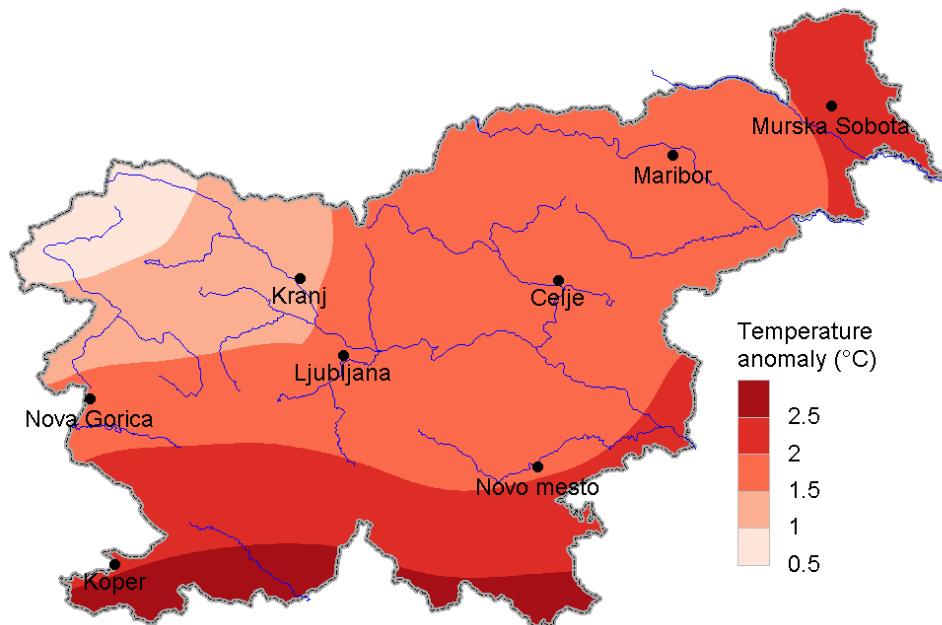 Murska Sobota
Maribor
Kranj
Celje
Ljubljana
Nova Gorica
Novo mesto
Koper
Temperature
anomaly (°C)
2.5
2
1.5
1
0.5